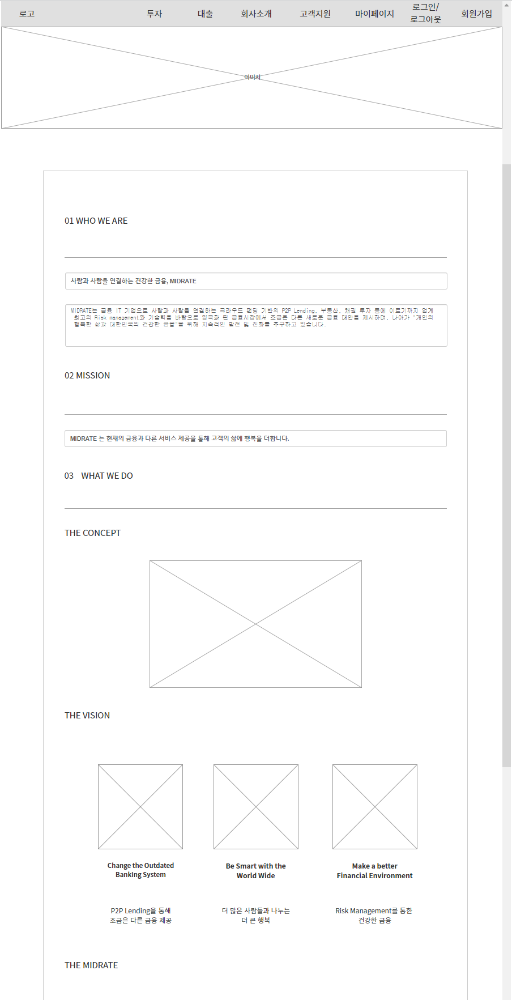 로고
투자
대출
회사소개
고객지원
마이페이지
로그인/
로그아웃
회원가입
이미지
01 WHO WE ARE
사람과 사람을 연결하는 건강한 금융, MIDRATE
MIDRATE는 금융 IT 기업으로 사람과 사람을 연결하는 크라우드 펀딩 기반의 P2P Lending, 부동산, 채권 투자 등에 이르기까지 업계
최고의 Risk management와 기술력을 바탕으로 양극화 된 금융시장에서 조금은 다른 새로운 금융 대안을 제시하며, 나아가 "개인의
행복한 삶과 대한민국의 건강한 금융"을 위해 지속적인 발전 및 진화를 추구하고 있습니다.
02 MISSION
MIDRATE 는 현재의 금융과 다른 서비스 제공을 통해 고객의 삶에 행복을 더합니다.
03 WHAT WE DO
THE CONCEPT
THE VISION
Change the Outdated
Banking System
Be Smart with the
World Wide
Make a better
Financial Environment
P2P Lending을 통해
조금은 다른 금융 제공
더 많은 사람들과 나누는
더 큰 행복
Risk Management를 통한
건강한 금융
THE MIDRATE